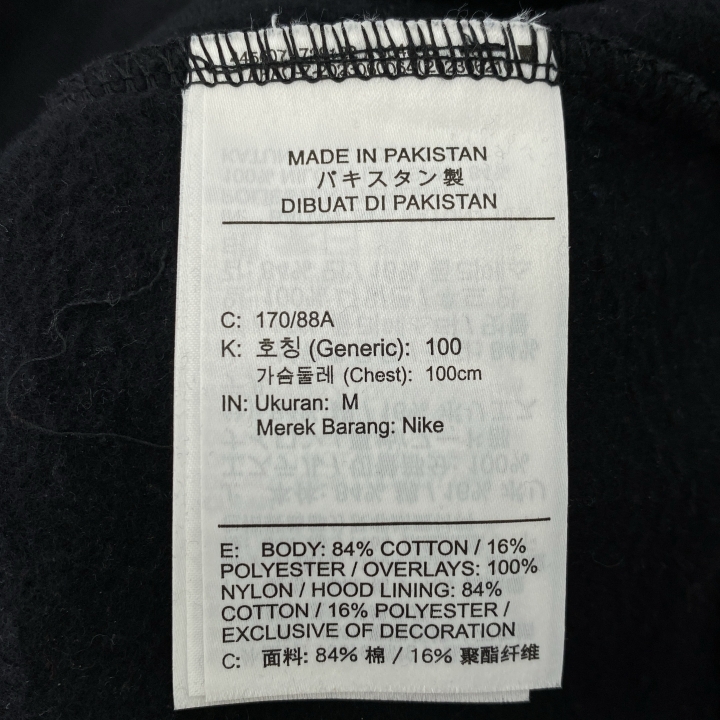 MADE IN PAKISTAN
パキスタン製
DIBUAT DI PAKISTAN
C: 170/88A
K: 호칭 (Generic): 100
가슴둘레 (Chest): 100cm
IN: Ukuran: M
Merek Barang: Nike
E: BODY: 84% COTTON / 16%
POLYESTER / OVERLAYS: 100%
NYLON / HOOD LINING: 84%
COTTON / 16% POLYESTER /
EXCLUSIVE OF DECORATION
C: 面料: 84% 棉 / 16% 聚酯纤维